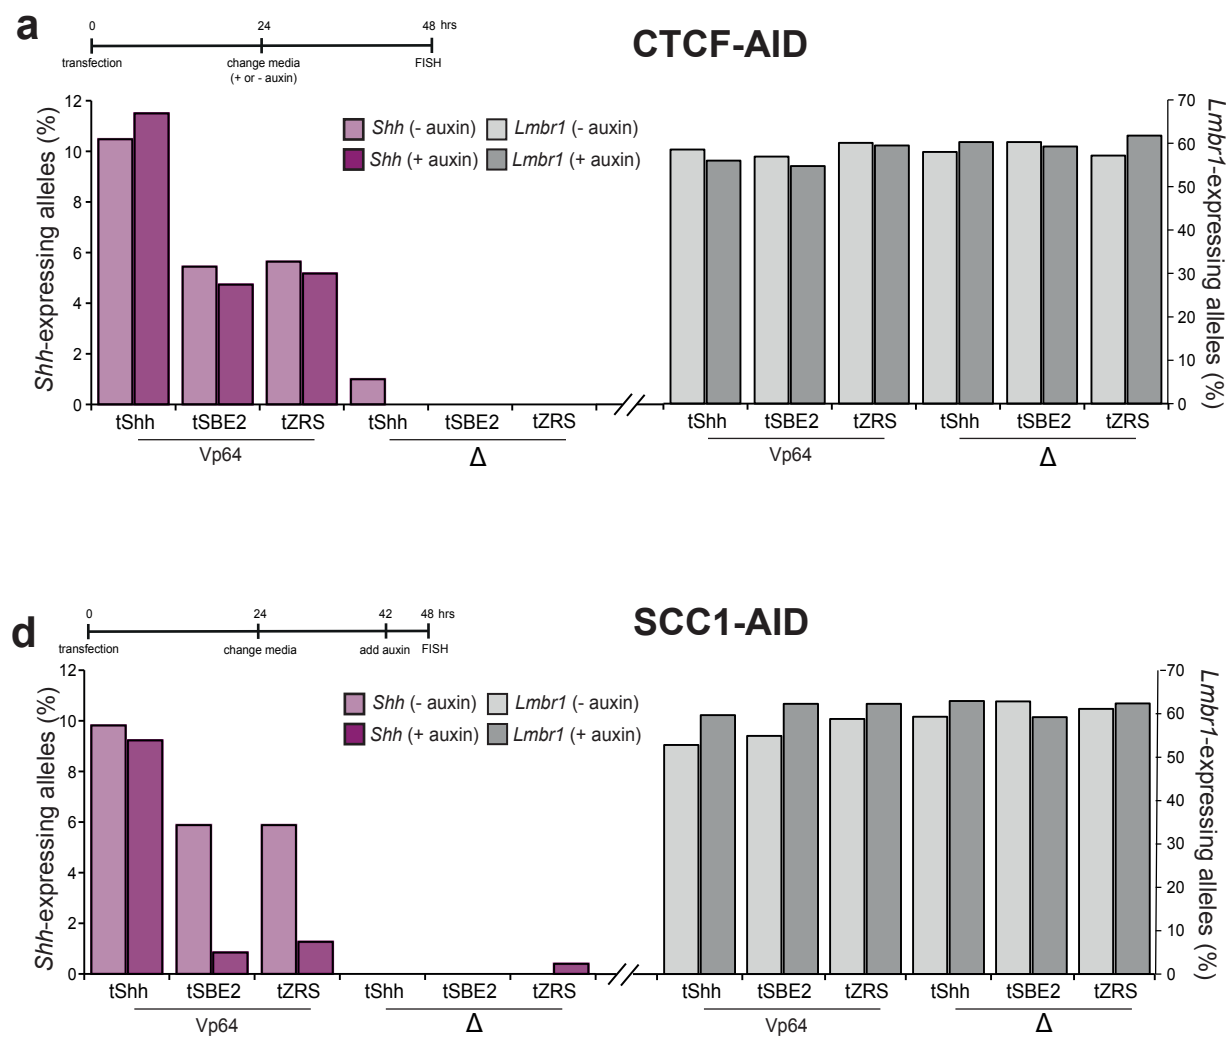 a
0 24 48 hrs
transfection change media FISH
(+ or - auxin)
CTCF-AID
Shh-expressing alleles (%)
12
10
8
6
4
2
0
Shh (- auxin) Lmbr1 (- auxin)
Shh (+ auxin) Lmbr1 (+ auxin)
Lmbr1-expressing alleles (%)
70
60
50
40
30
20
10
0
tShh tSBE2 tZRS tShh tSBE2 tZRS tShh tSBE2 tZRS tShh tSBE2 tZRS
Vp64 Δ Vp64 Δ
d
0 24 42 48 hrs
transfection change media add auxin FISH
SCC1-AID
Shh-expressing alleles (%)
12
10
8
6
4
2
0
Shh (- auxin) Lmbr1 (- auxin)
Shh (+ auxin) Lmbr1 (+ auxin)
Lmbr1-expressing alleles (%)
70
60
50
40
30
20
10
0
tShh tSBE2 tZRS tShh tSBE2 tZRS tShh tSBE2 tZRS tShh tSBE2 tZRS
Vp64 Δ Vp64 Δ